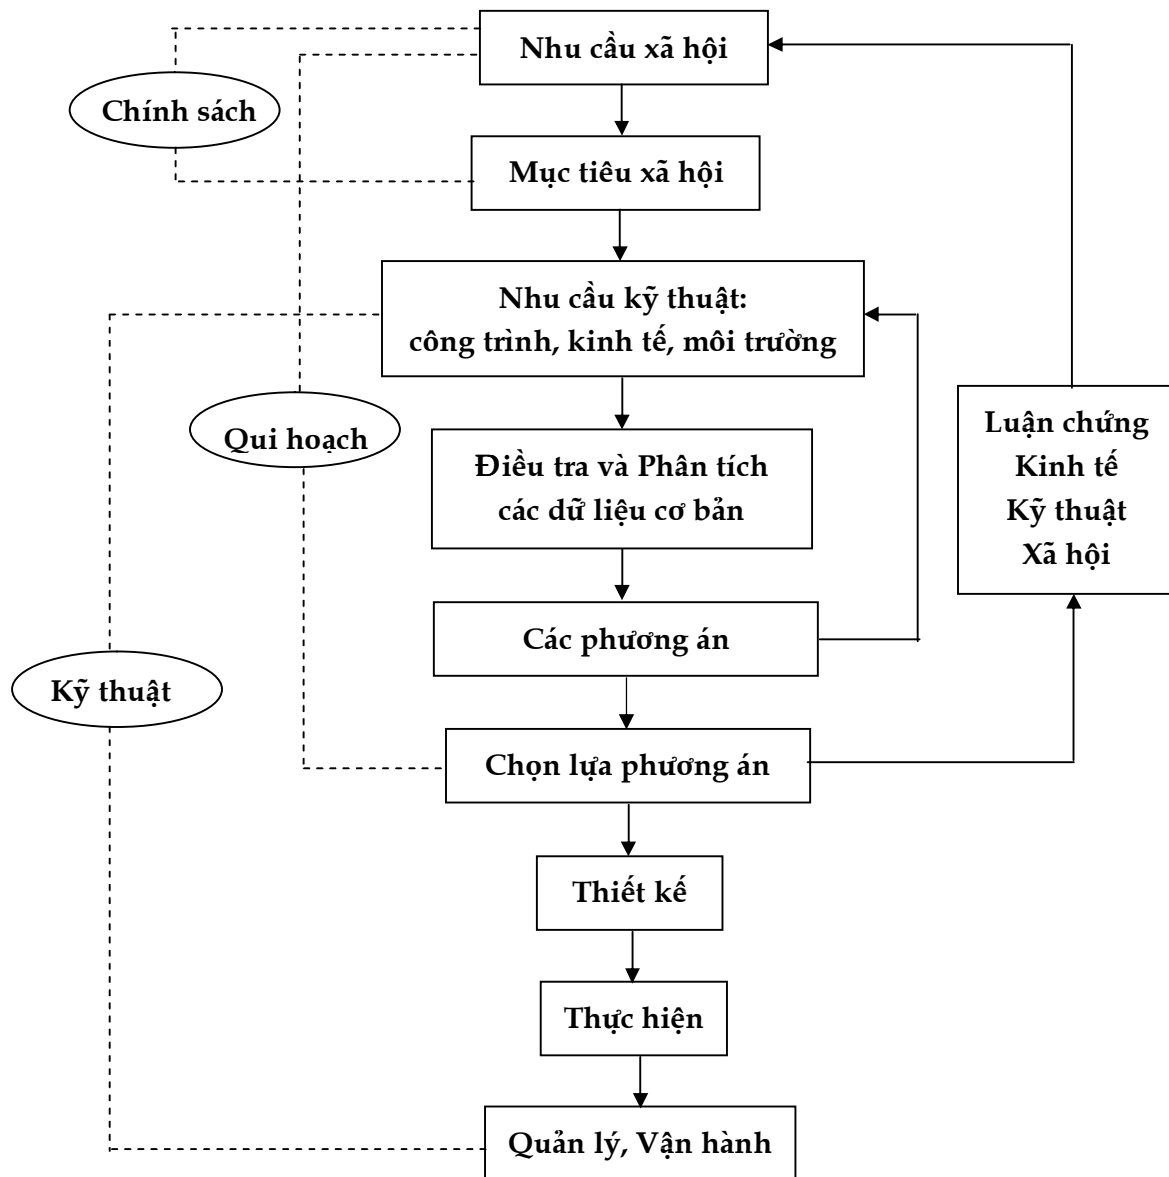 Nhu cầu xã hội
Chính sách
Mục tiêu xã hội
Nhu cầu kỹ thuật:
công trình, kinh tế, môi trường
Qui hoạch
Điều tra và Phân tích
các dữ liệu cơ bản
Luận chứng
Kinh tế
Kỹ thuật
Xã hội
Các phương án
Kỹ thuật
Chọn lựa phương án
Thiết kế
Thực hiện
Quản lý, Vận hành